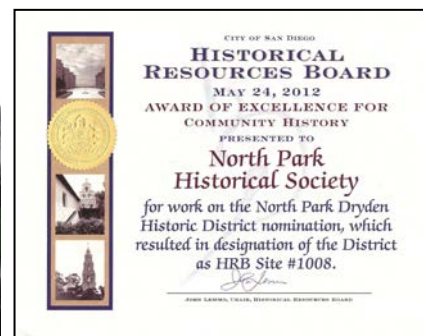 CITY OF SAN DIEGO
HISTORICAL
RESOURCES BOARD
MAY 24, 2012
AWARD OF EXCELLENCE FOR
COMMUNITY HISTORY
PRESENTED TO
North Park
Historical Society
for work on the North Park Dryden
Historic District nomination, which
resulted in designation of the District
as HRB Site #1008.
JOHN LEMMO, CHAIR, HISTORICAL RESOURCES BOARD